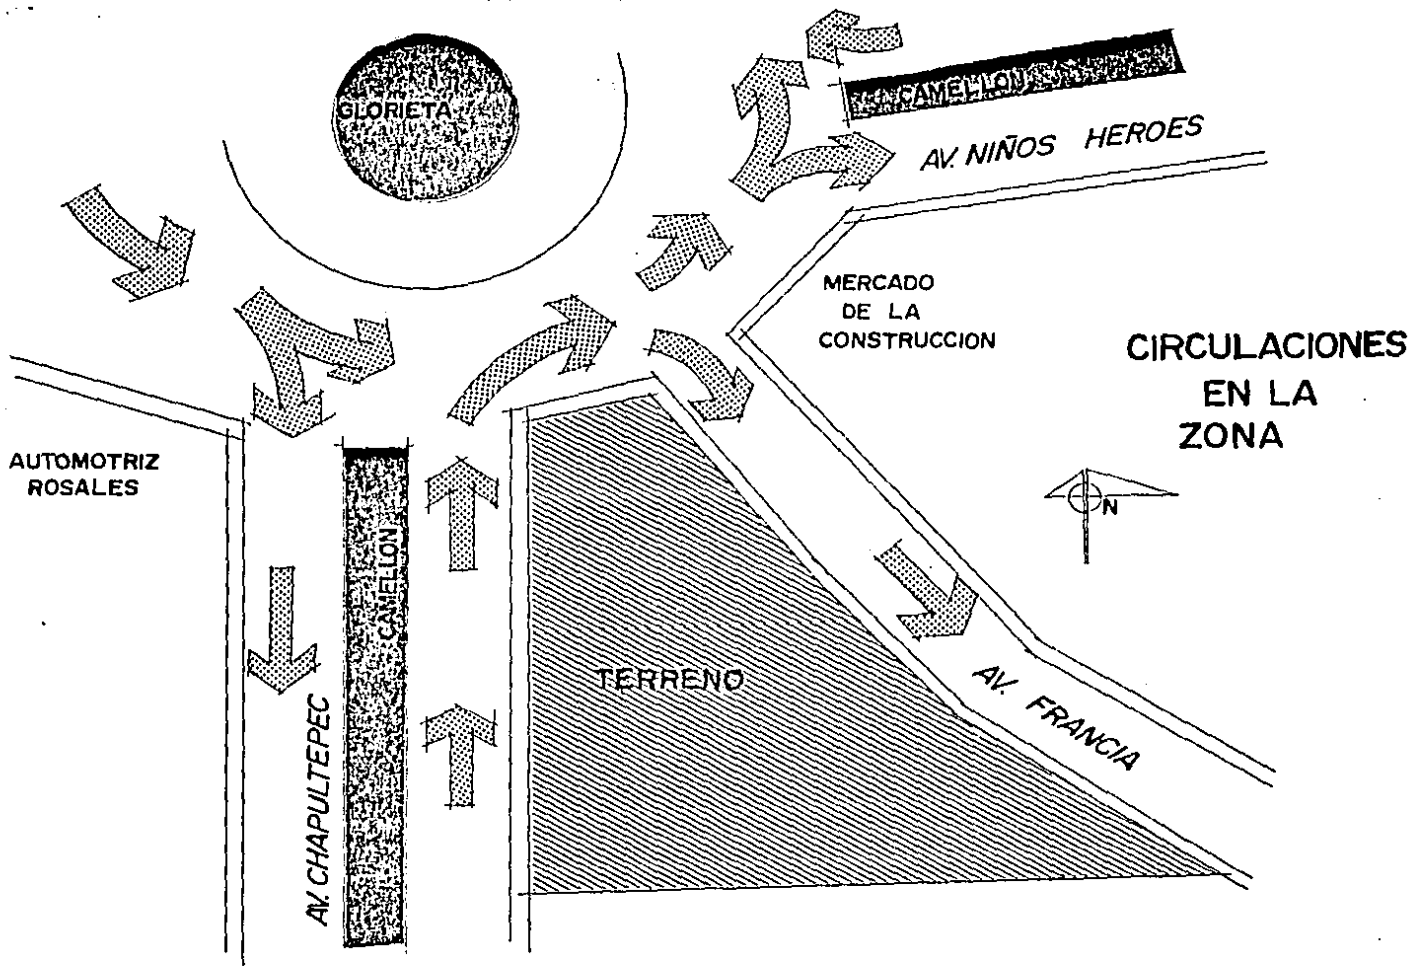 GLORIETA
CAMELLON
AV. NIÑOS HEROES
MERCADO
DE LA
CONSTRUCCION
CIRCULACIONES
EN LA
ZONA
N
AUTOMOTRIZ
ROSALES
CAMELLON
TERRENO
AV. CHAPULTEPEC
AV. FRANCIA